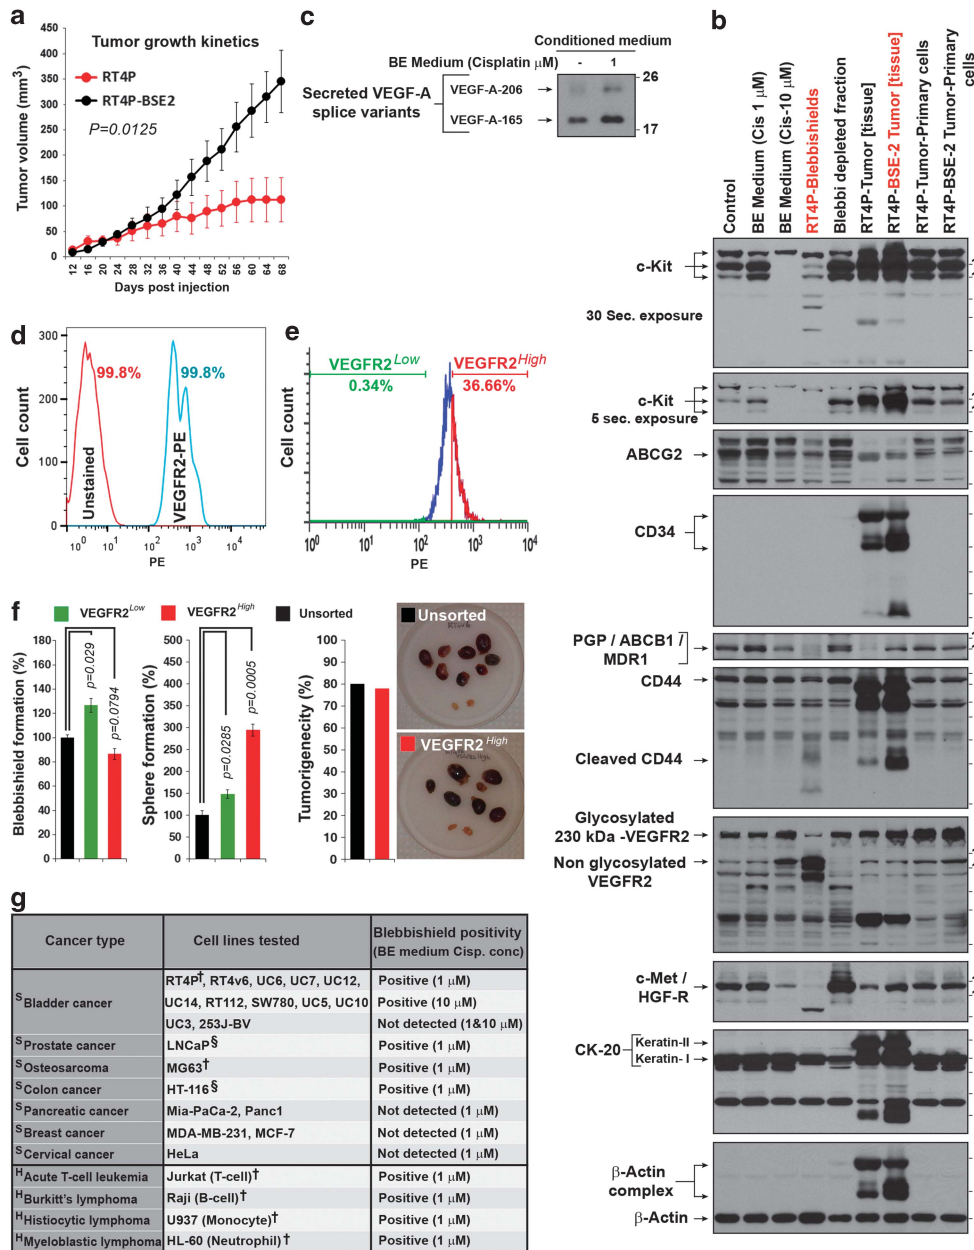 a
Tumor growth kinetics
RT4P
RT4P-BSE2
P=0.0125
Tumor volume (mm3)
450
400
350
300
250
200
150
100
50
0
12 16 20 24 28 32 36 40 44 48 52 56 60 64 68
Days post injection
c
Conditioned medium
BE Medium (Cisplatin μM) - 1
Secreted VEGF-A
splice variants
VEGF-A-206
VEGF-A-165
26
17
b
Control
BE Medium (Cis 1 μM)
BE Medium (Cis-10 μM)
RT4P-Blebbishields
Blebbi depleted fraction
RT4P-Tumor [tissue]
RT4P-BSE-2 Tumor [tissue]
RT4P-Tumor-Primary cells
RT4P-BSE-2 Tumor-Primary
cells
c-Kit
30 Sec. exposure
c-Kit
5 sec. exposure
ABCG2
CD34
PGP / ABCB1 /
MDR1
CD44
Cleaved CD44
Glycosylated
230 kDa -VEGFR2
Non glycosylated
VEGFR2
c-Met /
HGF-R
CK-20
Keratin-II
Keratin- I
β-Actin
complex
β-Actin
d
300
200
100
0
Cell count
99.8%
99.8%
Unstained
VEGFR2-PE
100 101 102 103 104
PE
e
VEGFR2Low
0.34%
VEGFR2High
36.66%
Cell count
100 101 102 103 104
PE
f
VEGFR2Low
VEGFR2High
Unsorted
Blebbishield formation (%)
180
160
140
120
100
80
60
40
20
0
p=0.029
p=0.0794
Sphere formation (%)
500
450
400
350
300
250
200
150
100
50
0
p=0.0285
p=0.0005
Tumorigenecity (%)
100
90
80
70
60
50
40
30
20
10
0
Unsorted
VEGFR2High
g
Cancer type Cell lines tested Blebbishield positivity
(BE medium Cisp. conc)
SBladder cancer RT4P†, RT4v6, UC6, UC7, UC12, Positive (1 μM)
UC14, RT112, SW780, UC5, UC10 Positive (10 μM)
UC3, 253J-BV Not detected (1&10 μM)
SProstate cancer LNCaP§ Positive (1 μM)
SOsteosarcoma MG63† Positive (1 μM)
SColon cancer HT-116§ Positive (1 μM)
SPancreatic cancer Mia-PaCa-2, Panc1 Not detected (1 μM)
SBreast cancer MDA-MB-231, MCF-7 Not detected (1 μM)
SCervical cancer HeLa Not detected (1 μM)
HAcute T-cell leukemia Jurkat (T-cell)† Positive (1 μM)
HBurkitt's lymphoma Raji (B-cell)† Positive (1 μM)
HHistiocytic lymphoma U937 (Monocyte)† Positive (1 μM)
HMyeloblastic lymphoma HL-60 (Neutrophil)† Positive (1 μM)